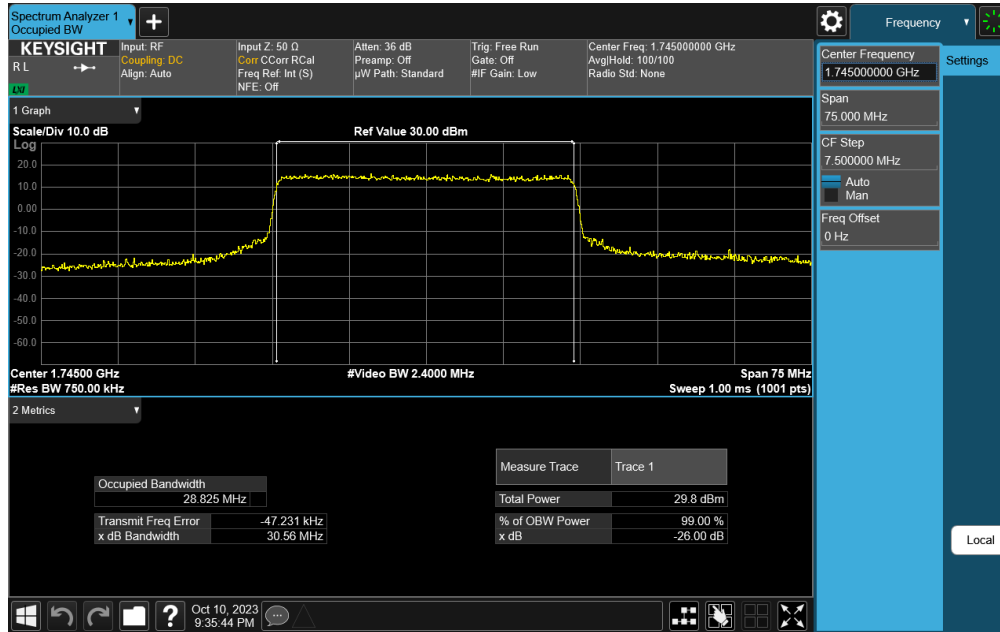 Spectrum Analyzer 1
Occupied BW
Frequency
KEYSIGHT
R L
LXI
Input: RF
Coupling: DC
Align: Auto
Input Z: 50 Ω
Corr CCorr RCal
Freq Ref: Int (S)
NFE: Off
Atten: 36 dB
Preamp: Off
µW Path: Standard
Trig: Free Run
Gate: Off
#IF Gain: Low
Center Freq: 1.745000000 GHz
Avg|Hold: 100/100
Radio Std: None
Center Frequency
1.745000000 GHz
Settings
Span
75.000 MHz
CF Step
7.500000 MHz
Auto
Man
Freq Offset
0 Hz
Local
1 Graph
Scale/Div 10.0 dB
Ref Value 30.00 dBm
Log
20.0
10.0
0.00
-10.0
-20.0
-30.0
-40.0
-50.0
-60.0
Center 1.74500 GHz
#Video BW 2.4000 MHz
Span 75 MHz
#Res BW 750.00 kHz
Sweep 1.00 ms (1001 pts)
2 Metrics
Measure Trace Trace 1
Occupied Bandwidth
28.825 MHz
Total Power 29.8 dBm
Transmit Freq Error -47.231 kHz
% of OBW Power 99.00 %
x dB Bandwidth 30.56 MHz
x dB -26.00 dB
?
Oct 10, 2023
9:35:44 PM